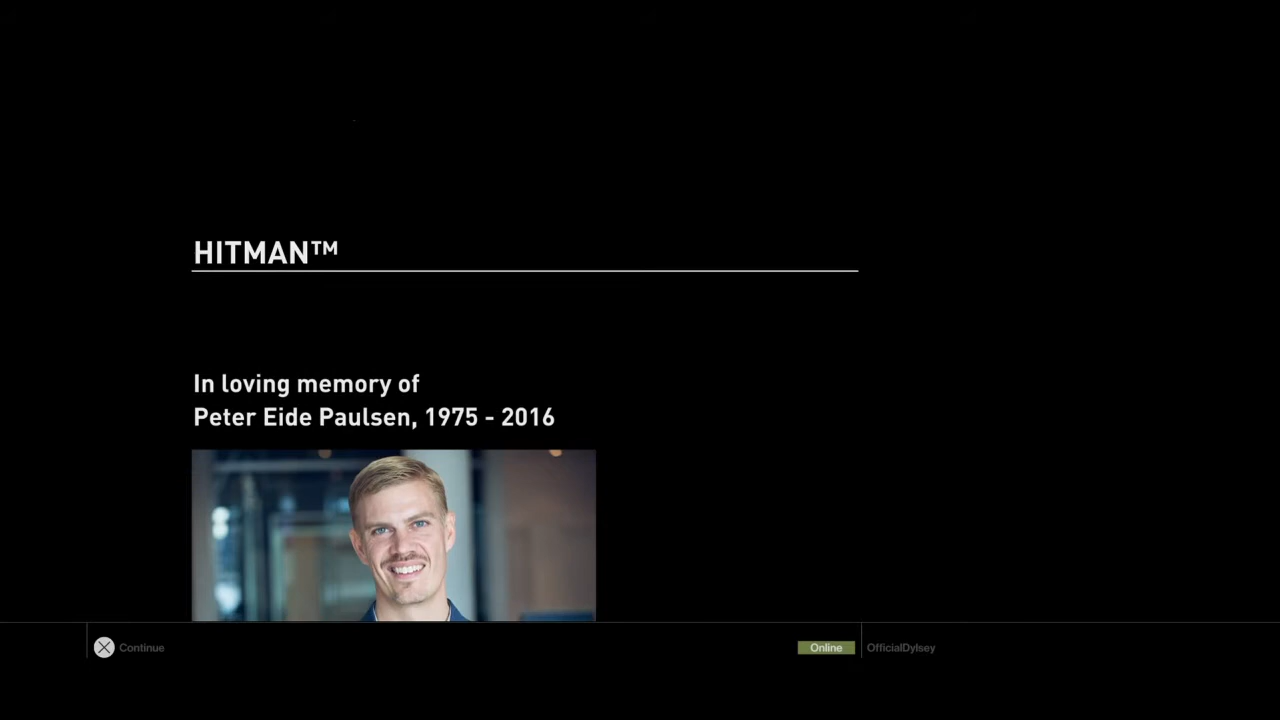 HITMAN™
In loving memory of
Peter Eide Paulsen, 1975 - 2016
Continue
Online
OfficialDylsey